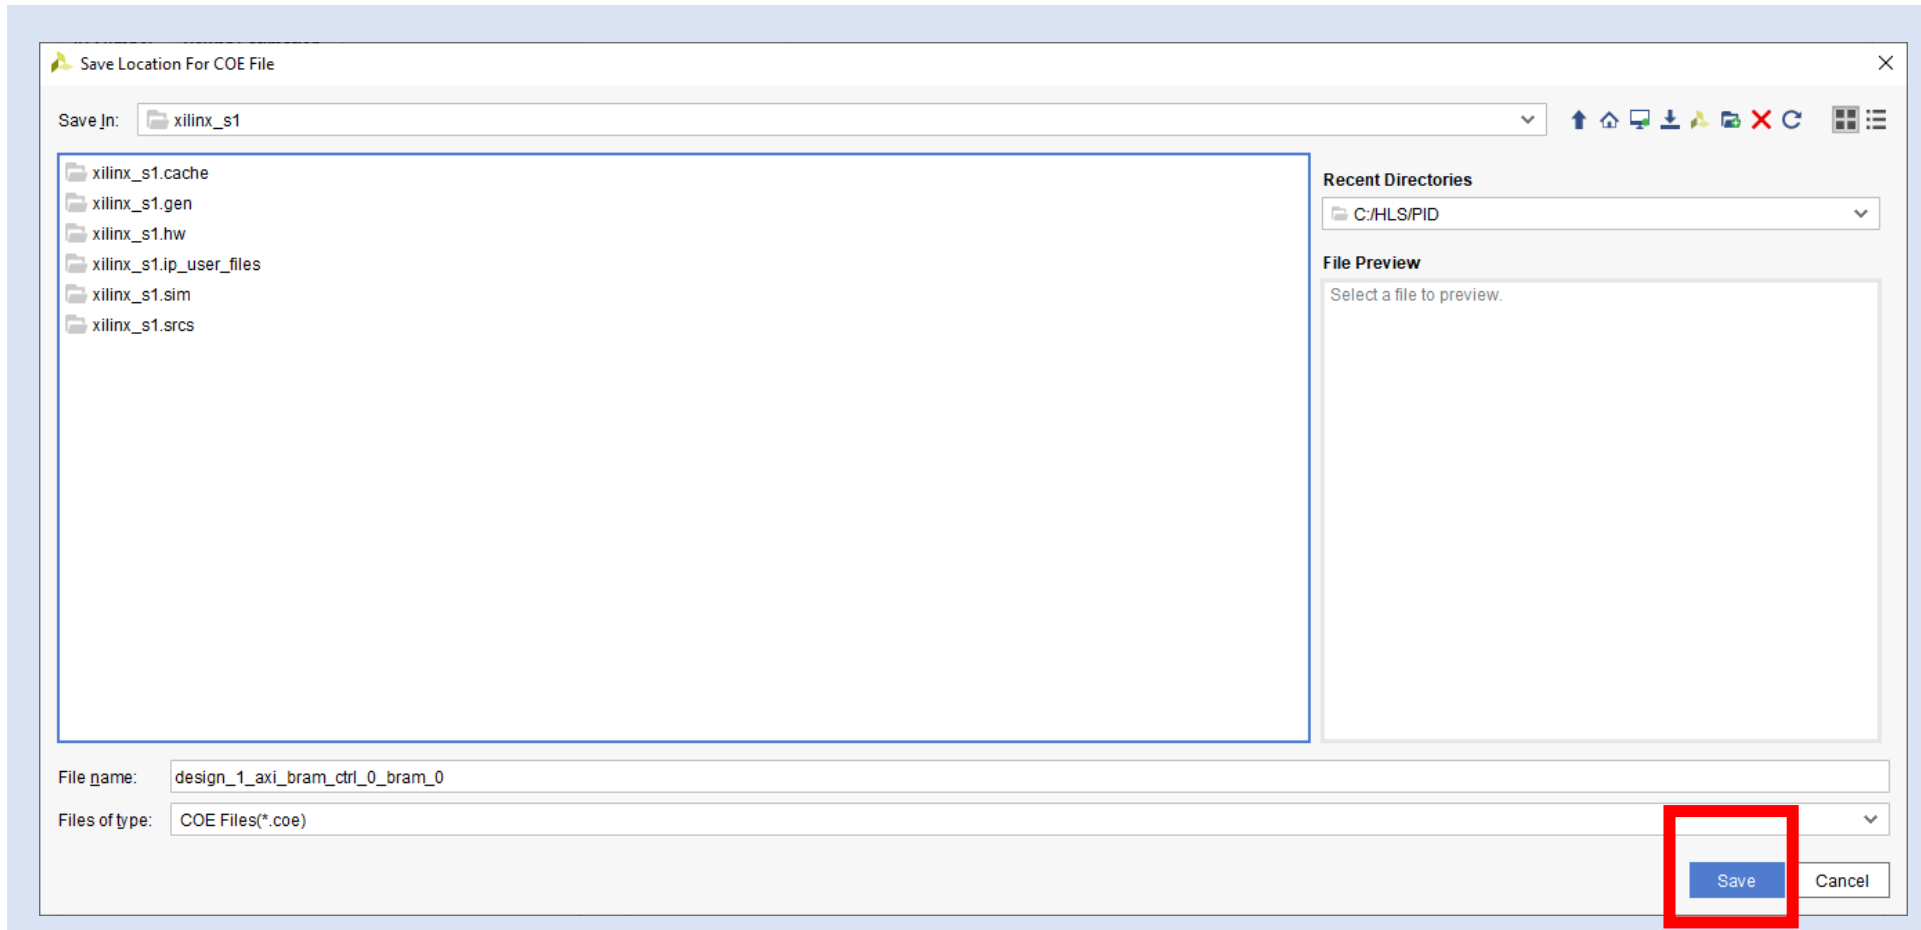 Save Location For COE File
Save In: xilinx_s1
xilinx_s1.cache
xilinx_s1.gen
xilinx_s1.hw
xilinx_s1.ip_user_files
xilinx_s1.sim
xilinx_s1.srcs
Recent Directories
C:/HLS/PID
File Preview
Select a file to preview.
File name: design_1_axi_bram_ctrl_0_bram_0
Files of type: COE Files(*.coe)
Save Cancel